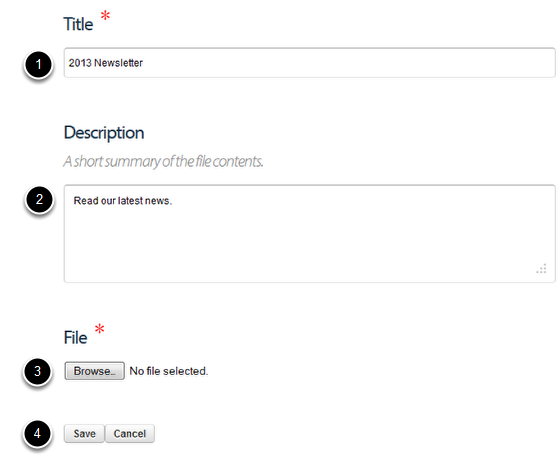 Title *
1 2013 Newsletter
Description
A short summary of the file contents.
2 Read our latest news.
File *
3 Browse.. No file selected.
4 Save Cancel